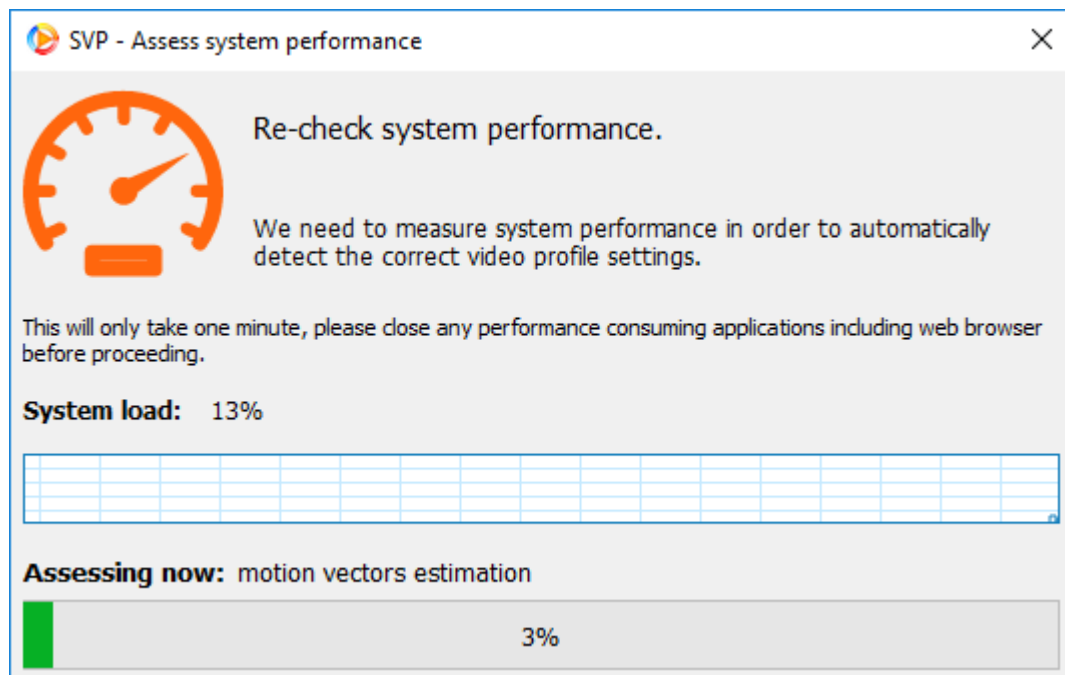 SVP - Assess system performance
Re-check system performance.
We need to measure system performance in order to automatically
detect the correct video profile settings.
This will only take one minute, please close any performance consuming applications including web browser
before proceeding.
System load: 13%
Assessing now: motion vectors estimation
3%